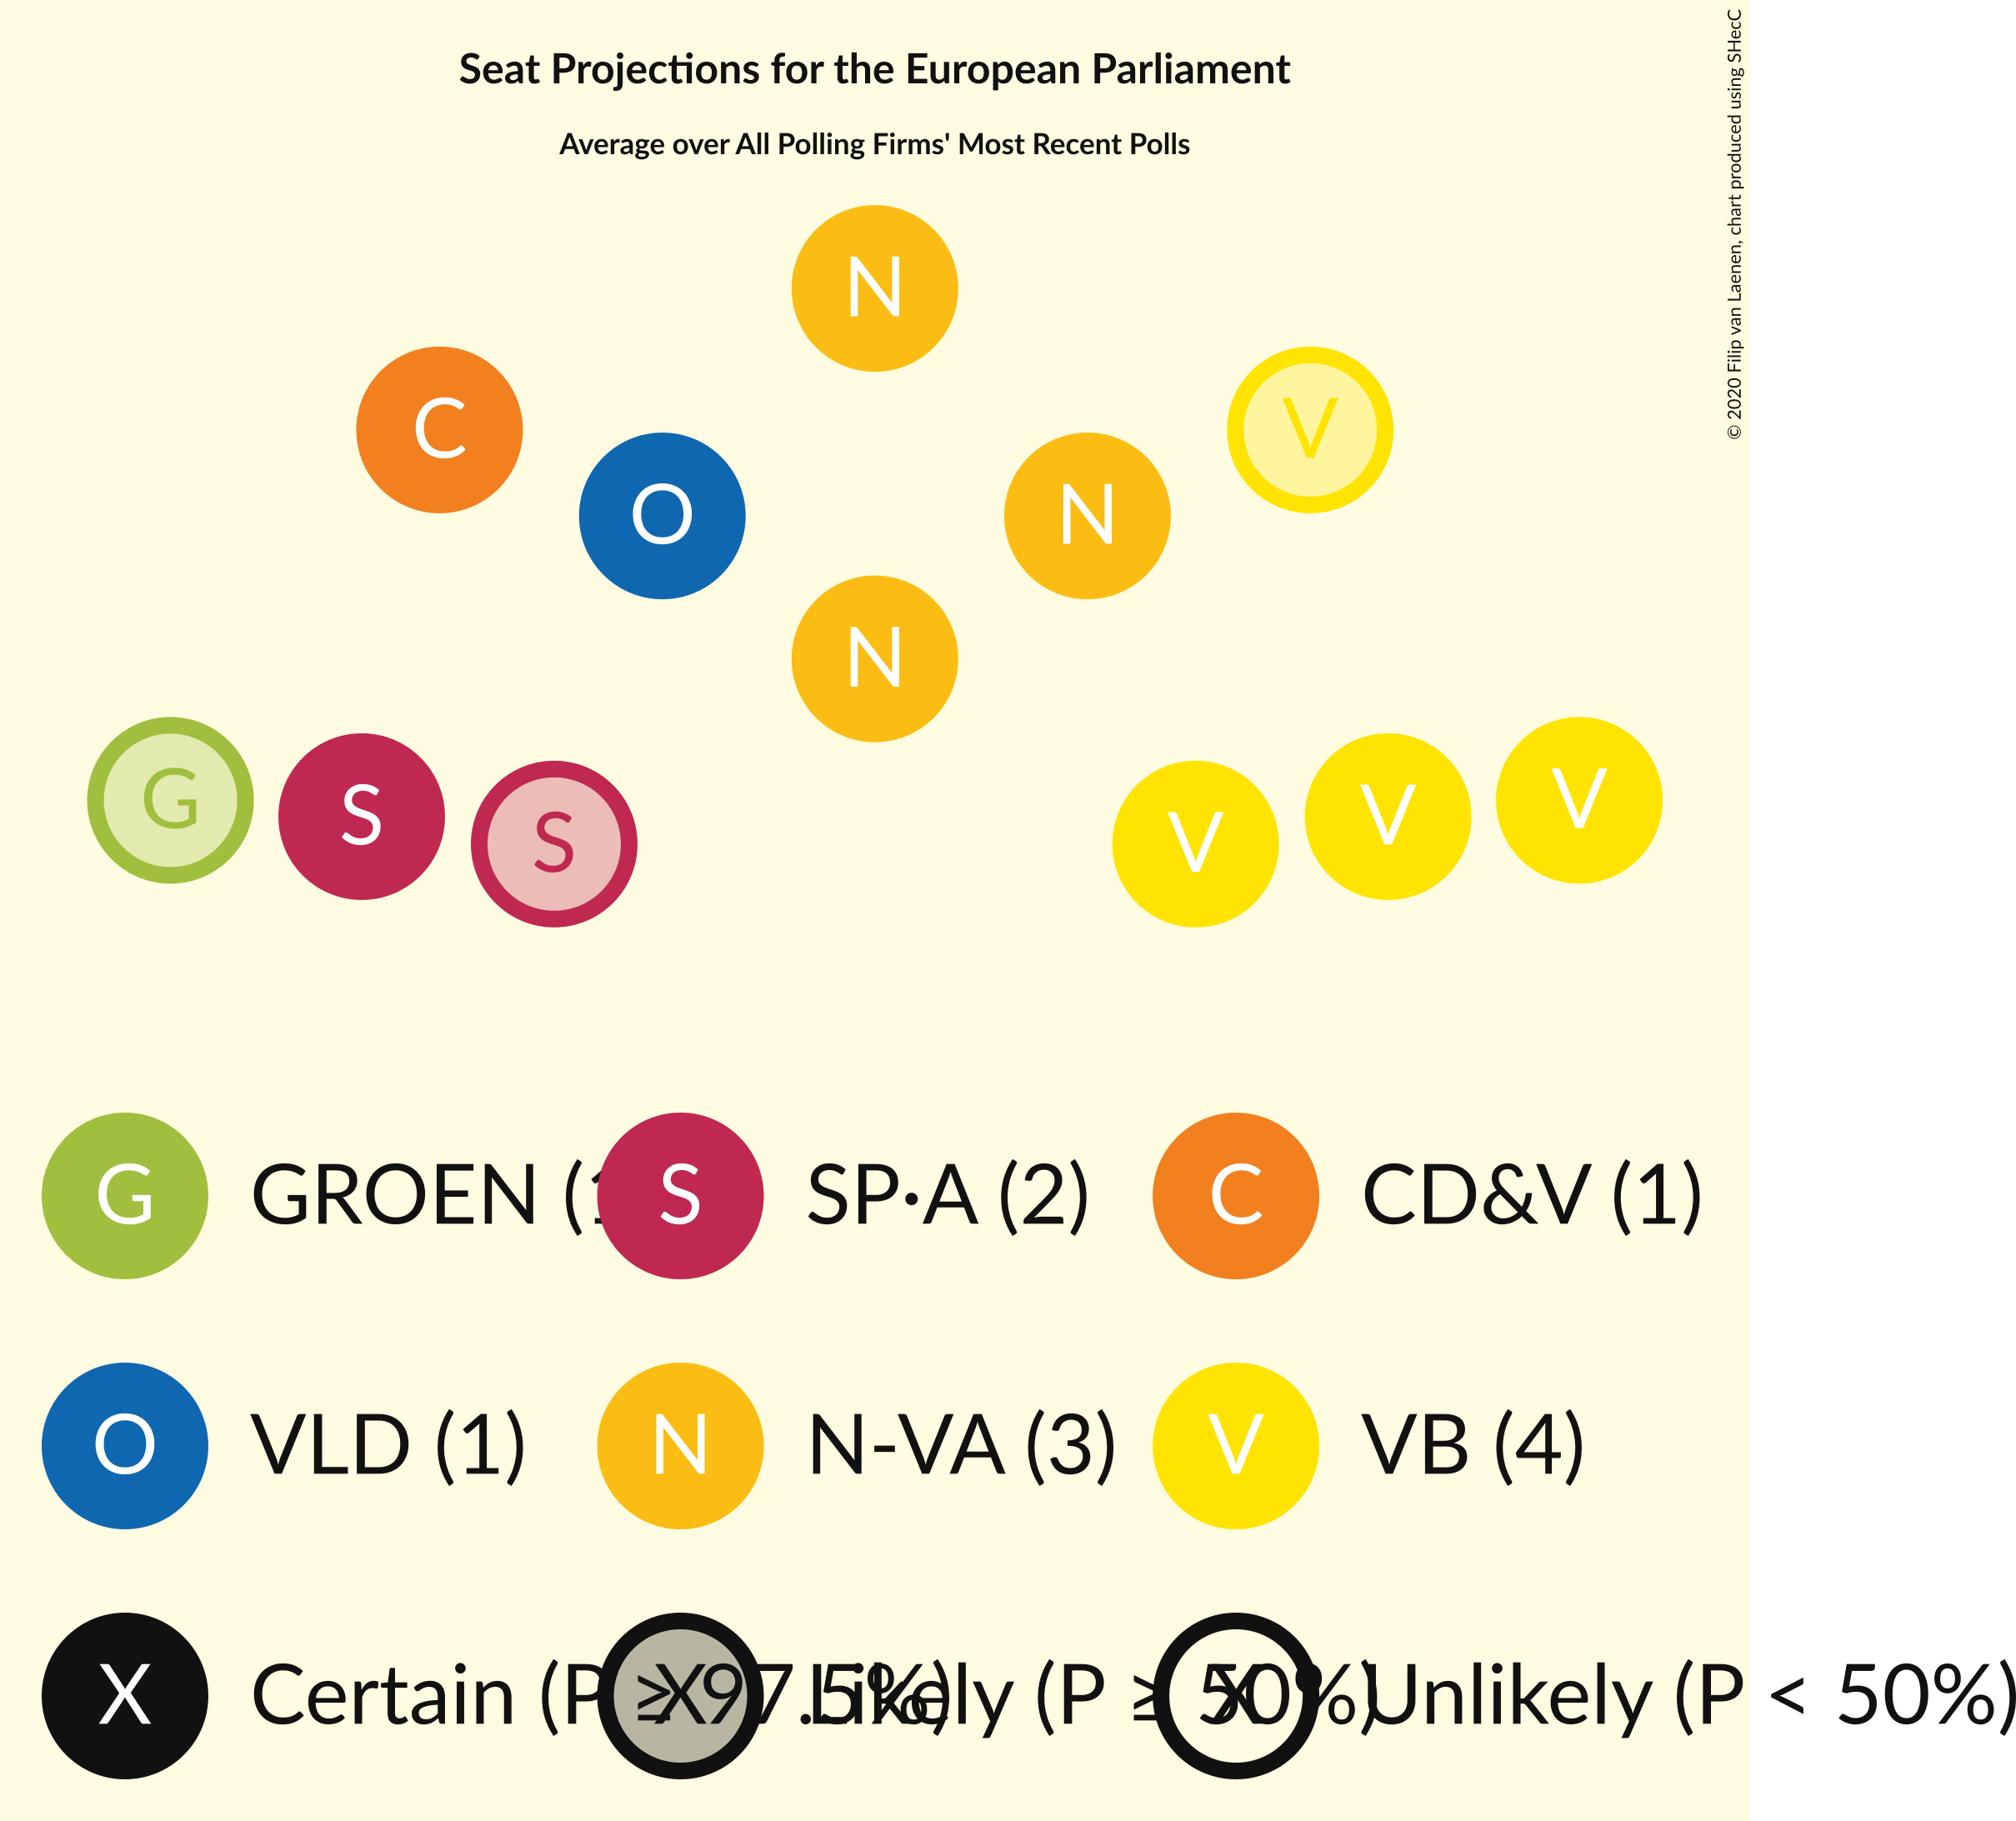 Seat Projections for the European Parliament
Average over All Polling Firms' Most Recent Polls
© 2020 Filip van Laenen, chart produced using SHecC
N
C
V
O
N
N
G
S
S
V
V
V
G GROEN (
S SP·A (2)
C CD&V (1)
O VLD (1)
N N-VA (3)
V VB (4)
X Certain (P ≥ 97.5%)
X Likely (P ≥ 50%)
X Unlikely (P < 50%)